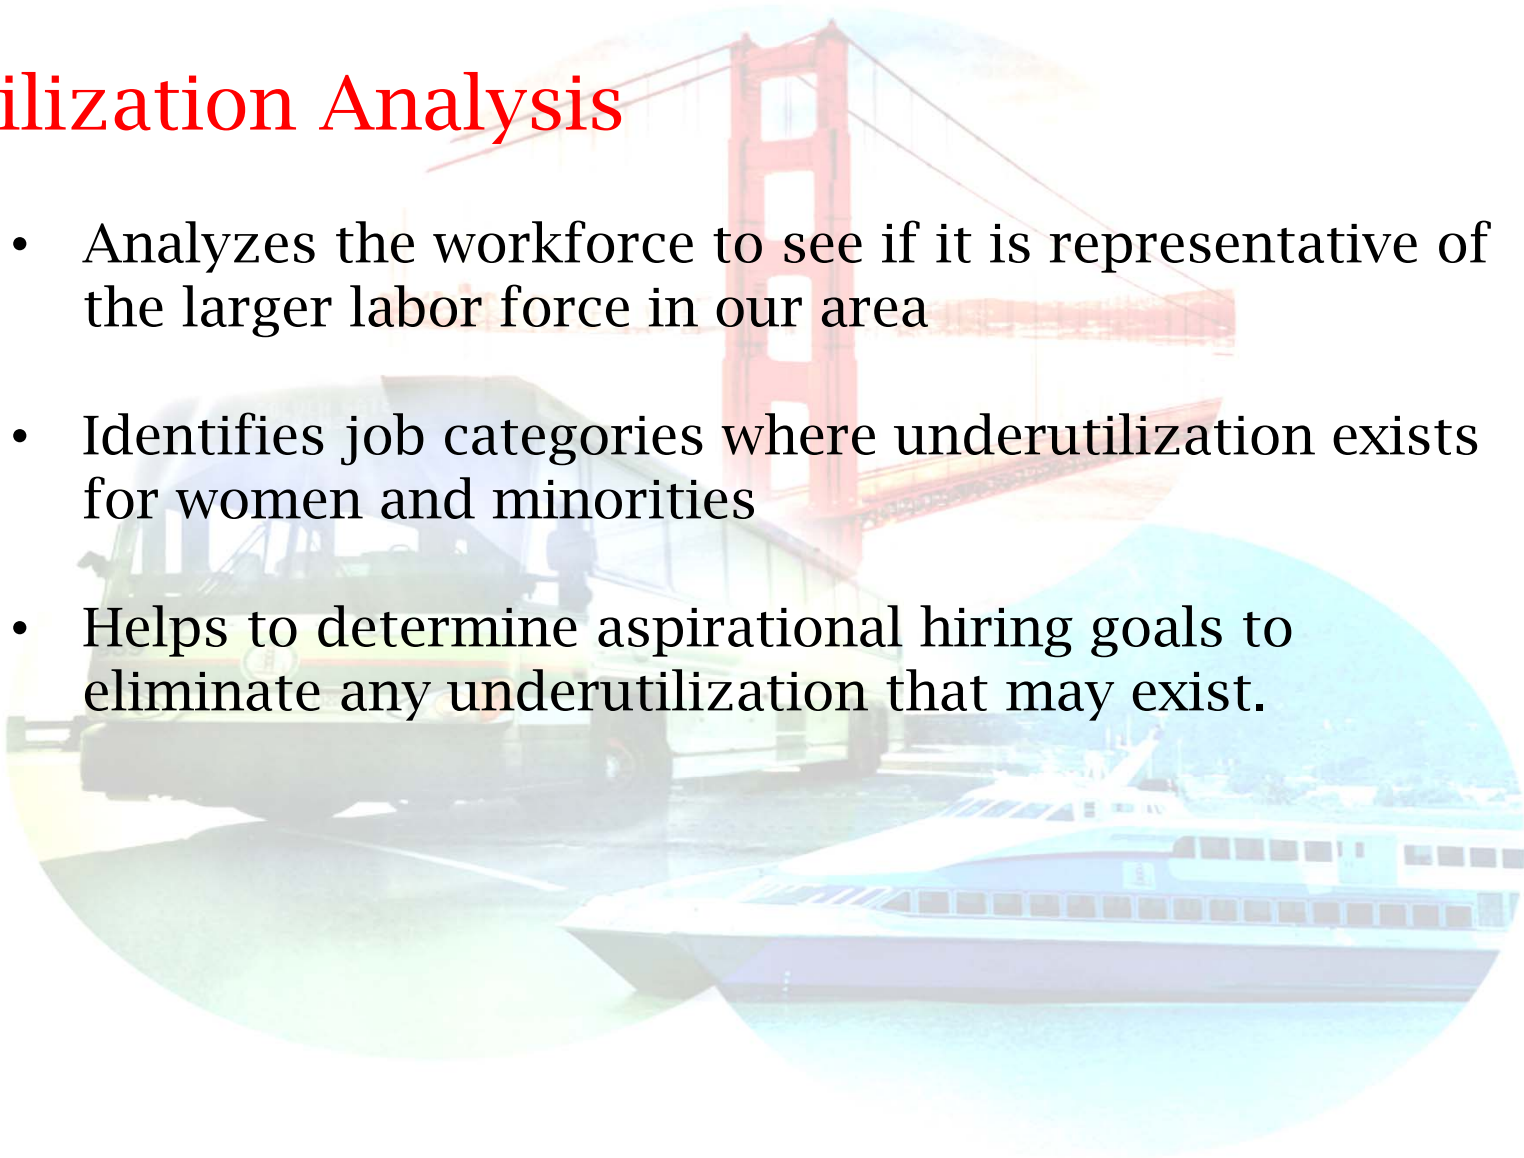 ilization Analysis
• Analyzes the workforce to see if it is representative of
the larger labor force in our area
• Identifies job categories where underutilization exists
for women and minorities
• Helps to determine aspirational hiring goals to
eliminate any underutilization that may exist.